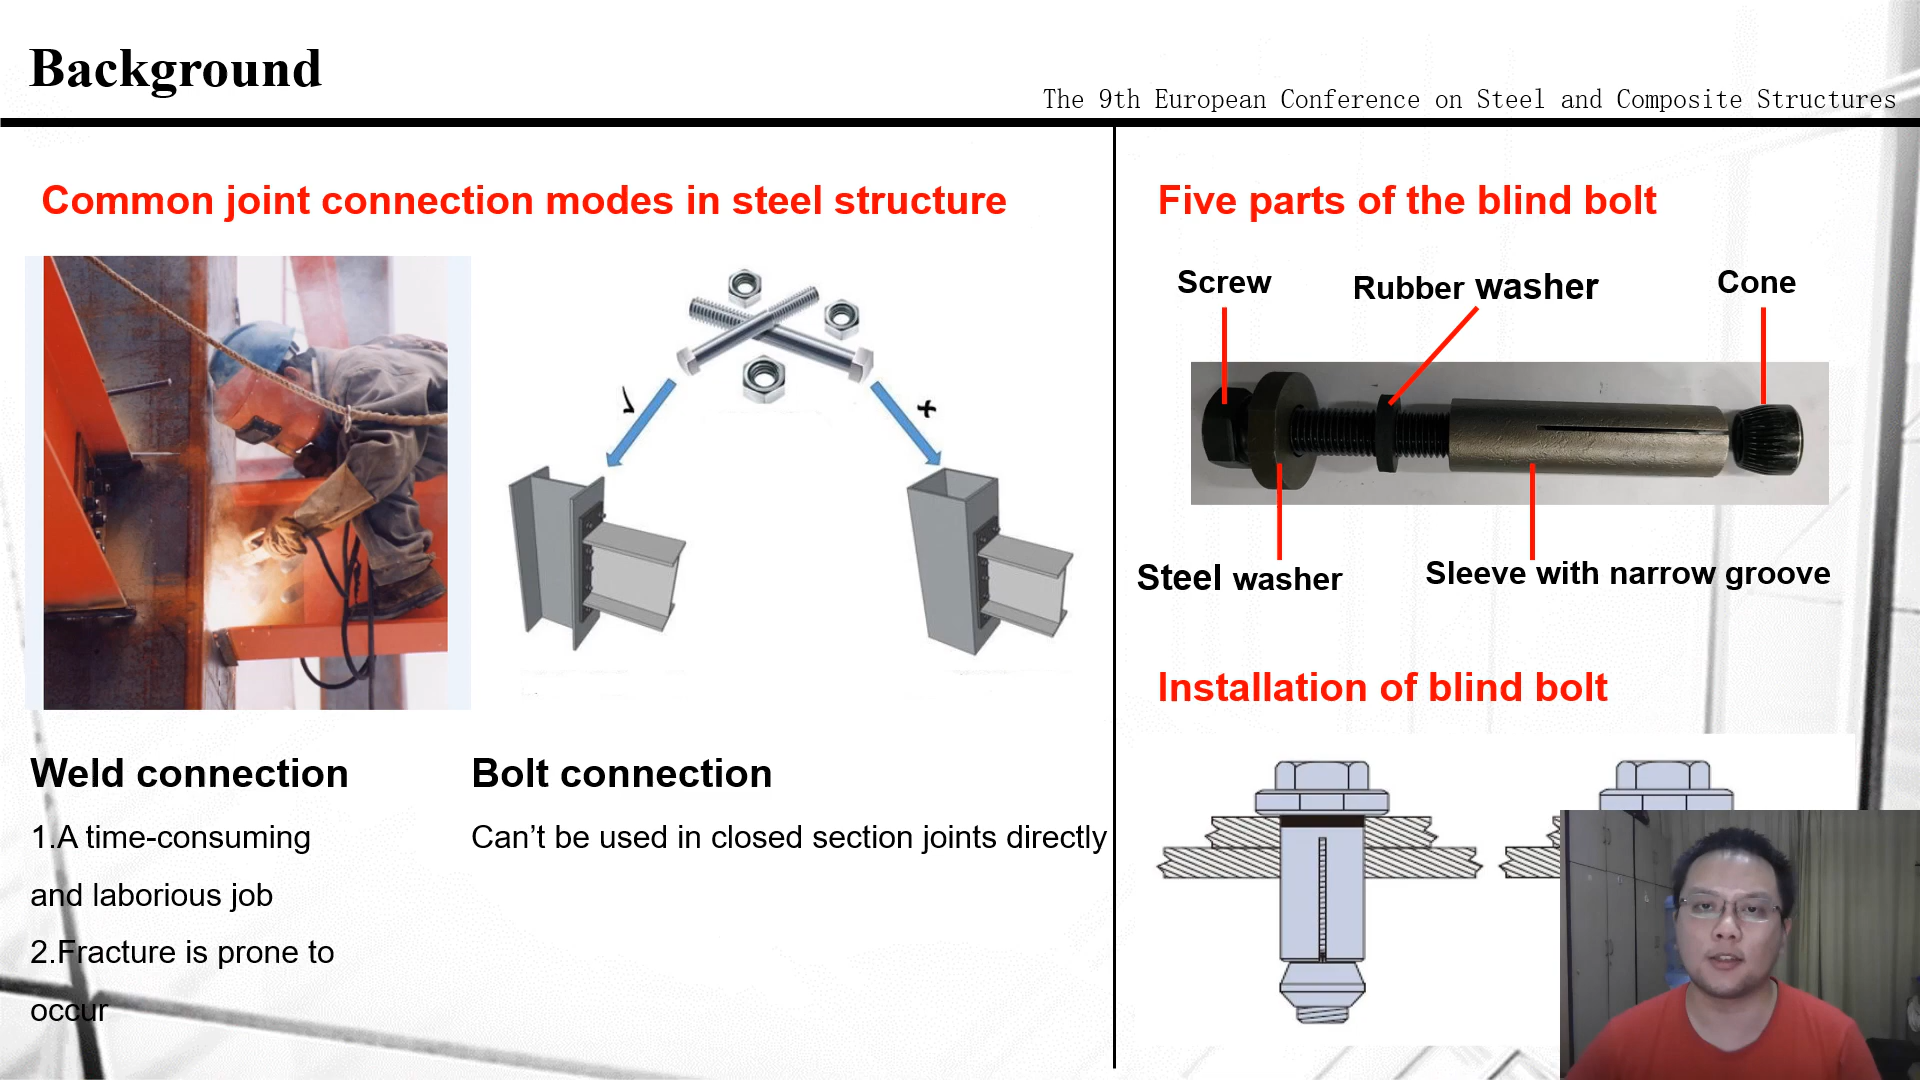 Background
The 9th European Conference on Steel and Composite Structures
Common joint connection modes in steel structure
Weld connection
1.A time-consuming
and laborious job
2.Fracture is prone to
occur
Bolt connection
Can’t be used in closed section joints directly
Five parts of the blind bolt
Screw
Rubber washer
Cone
Steel washer
Sleeve with narrow groove
Installation of blind bolt